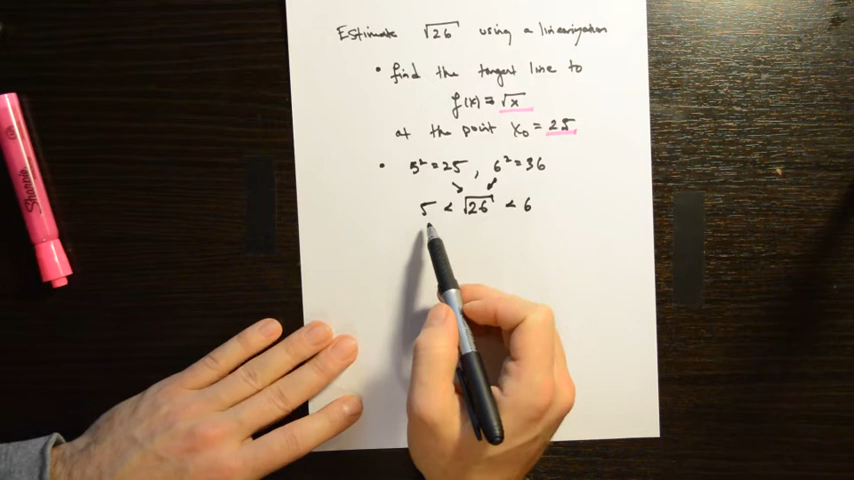 Estimate √26 using a linearization
• find the tangent line to
f(x) = √x
at the point x₀ = 25
• 5² = 25, 6² = 36
5 < √26 < 6
Sharpie